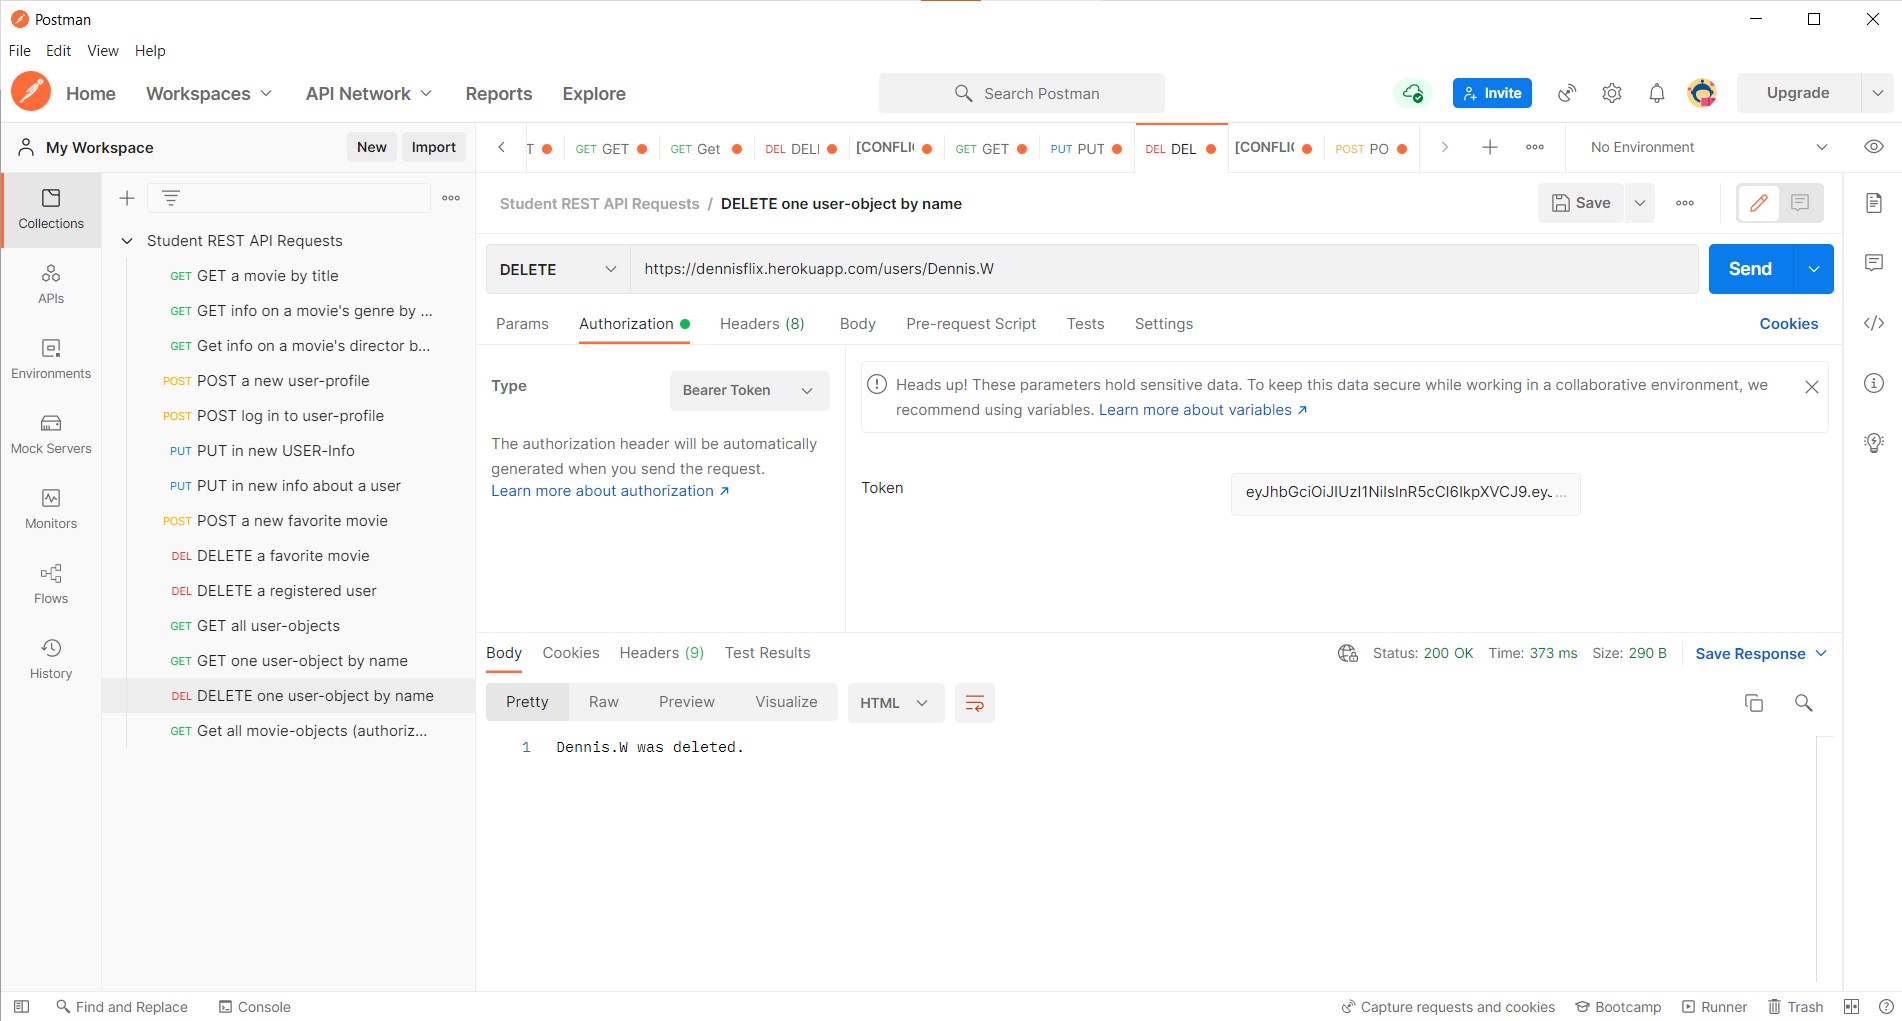 Postman
File Edit View Help
Home Workspaces API Network Reports Explore Search Postman Invite Upgrade
My Workspace New Import
T GET GET GET Get DEL DEL [CONFLI GET GET PUT PUT DEL DEL [CONFLI POST PO No Environment
Student REST API Requests / DELETE one user-object by name Save
DELETE https://dennisflix.herokuapp.com/users/Dennis.W Send
Params Authorization Headers (8) Body Pre-request Script Tests Settings Cookies
Collections
APIs
Environments
Mock Servers
Monitors
Flows
History
Student REST API Requests
GET GET a movie by title
GET GET info on a movie's genre by ...
GET Get info on a movie's director b...
POST POST a new user-profile
POST POST log in to user-profile
PUT PUT in new USER-Info
PUT PUT in new info about a user
POST POST a new favorite movie
DEL DELETE a favorite movie
DEL DELETE a registered user
GET GET all user-objects
GET GET one user-object by name
DEL DELETE one user-object by name
GET Get all movie-objects (authoriz...
Type Bearer Token
The authorization header will be automatically
generated when you send the request.
Learn more about authorization ↗
Heads up! These parameters hold sensitive data. To keep this data secure while working in a collaborative environment, we
recommend using variables. Learn more about variables ↗
Token eyJhbGciOiJIUzI1NiIsInR5cCI6IkpXVCJ9.ey...
Body Cookies Headers (9) Test Results Status: 200 OK Time: 373 ms Size: 290 B Save Response
Pretty Raw Preview Visualize HTML
1 Dennis.W was deleted.
Find and Replace Console Capture requests and cookies Bootcamp Runner Trash